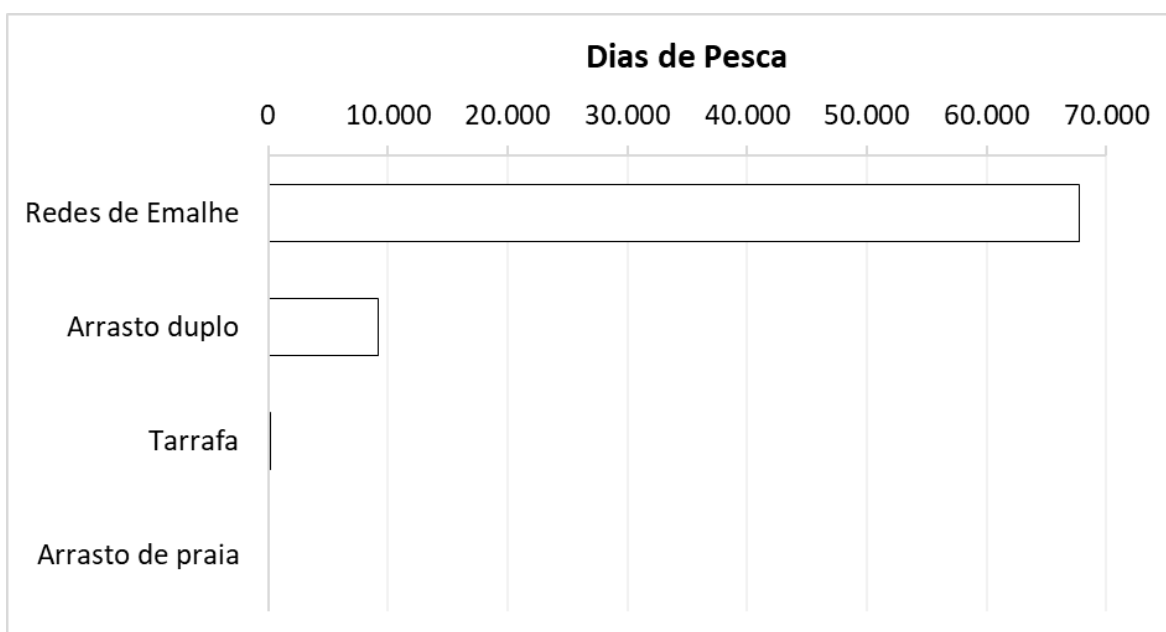 Dias de Pesca
0 10.000 20.000 30.000 40.000 50.000 60.000 70.000
Redes de Emalhe
Arrasto duplo
Tarrafa
Arrasto de praia